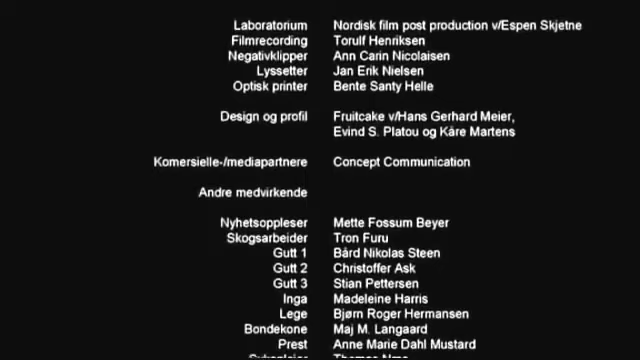 Laboratorium Nordisk film post production v/Espen Skjetne
Filmrecording Torulf Henriksen
Negativklipper Ann Carin Nicolaisen
Lyssetter Jan Erik Nielsen
Optisk printer Bente Santy Helle
Design og profil Fruitcake v/Hans Gerhard Meier,
Evind S. Platou og Kåre Martens
Komersielle-/mediapartnere Concept Communication
Andre medvirkende
Nyhetsoppleser Mette Fossum Beyer
Skogsarbeider Tron Furu
Gutt 1 Bård Nikolas Steen
Gutt 2 Christoffer Ask
Gutt 3 Stian Pettersen
Inga Madeleine Harris
Lege Bjørn Roger Hermansen
Bondekone Maj M. Langaard
Prest Anne Marie Dahl Mustard
Thomas